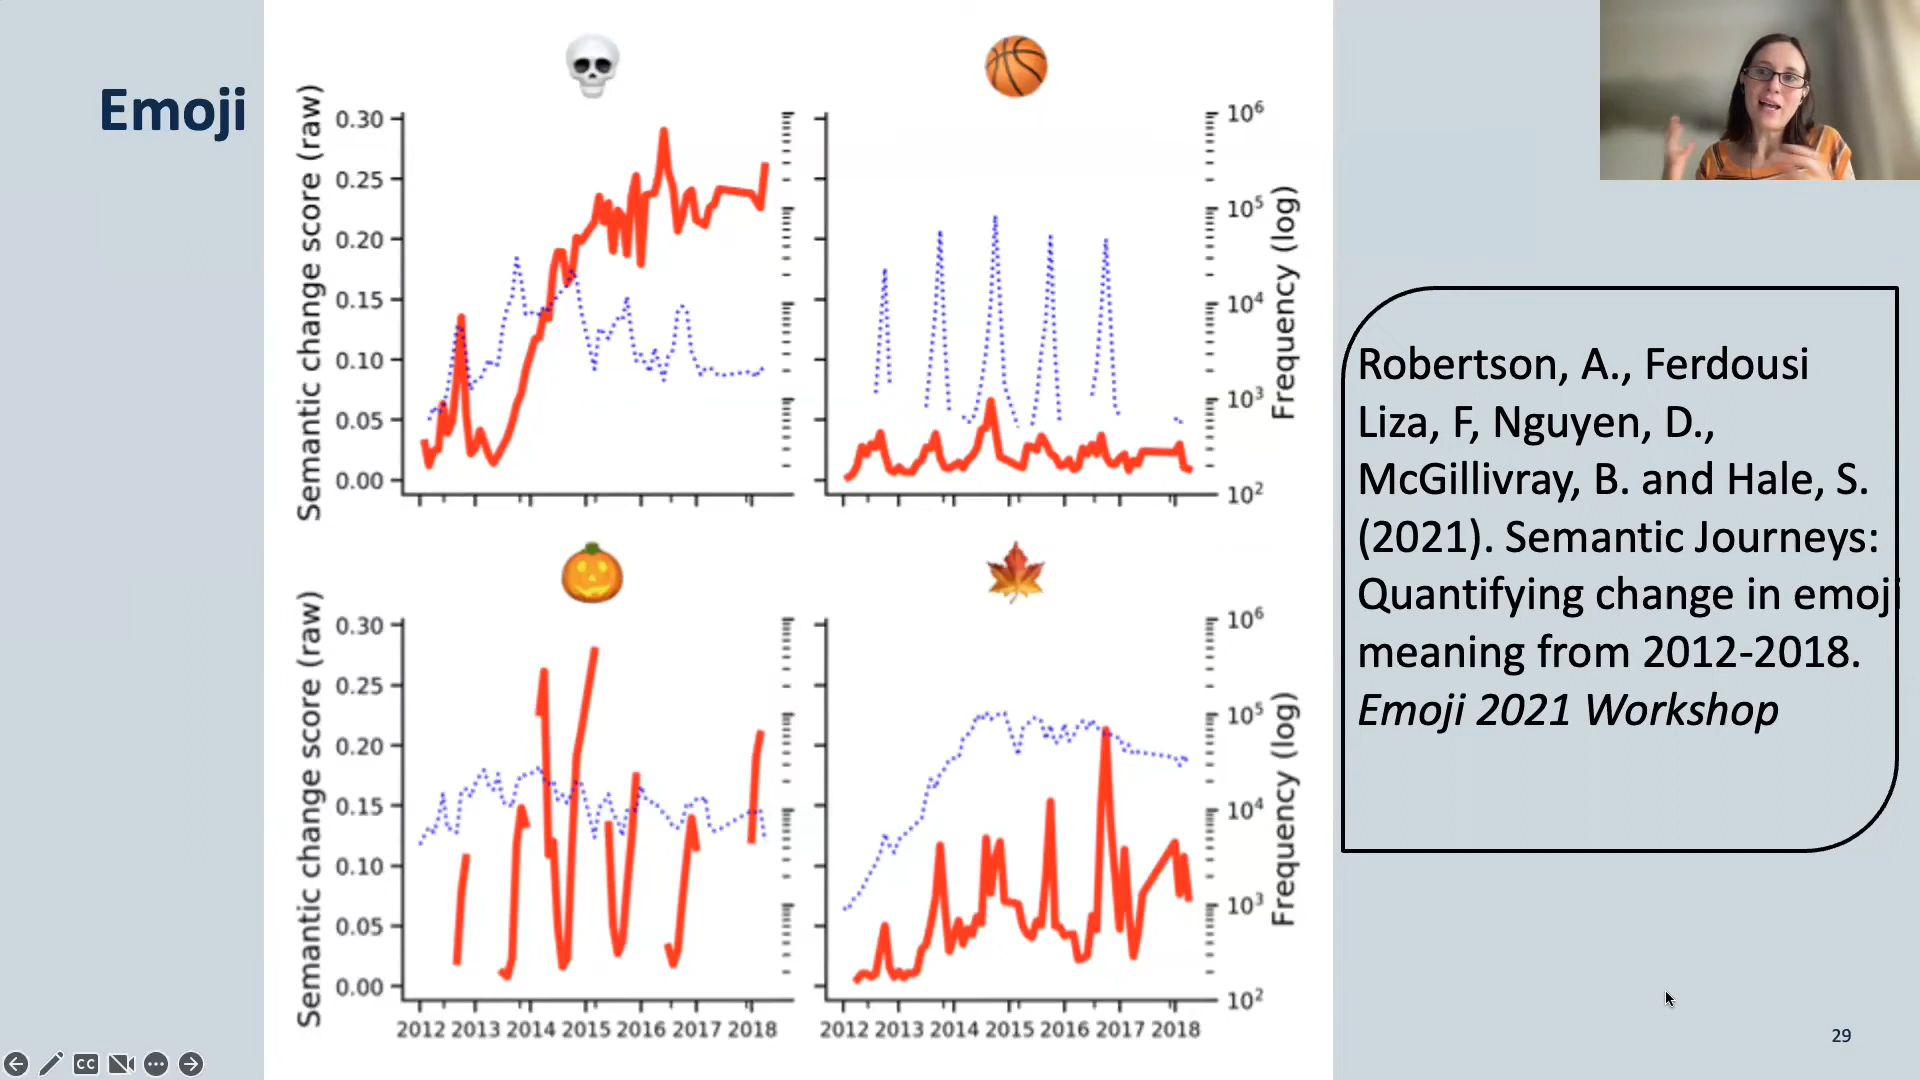 Emoji
Semantic change score (raw)
0.30
0.25
0.20
0.15
0.10
0.05
0.00
10⁶
10⁵
10⁴
10³
10²
Frequency (log)
Semantic change score (raw)
0.30
0.25
0.20
0.15
0.10
0.05
0.00
2012 2013 2014 2015 2016 2017 2018
2012 2013 2014 2015 2016 2017 2018
10⁶
10⁵
10⁴
10³
10²
Frequency (log)
Robertson, A., Ferdousi
Liza, F, Nguyen, D.,
McGillivray, B. and Hale, S.
(2021). Semantic Journeys:
Quantifying change in emoji
meaning from 2012-2018.
Emoji 2021 Workshop
29
CC